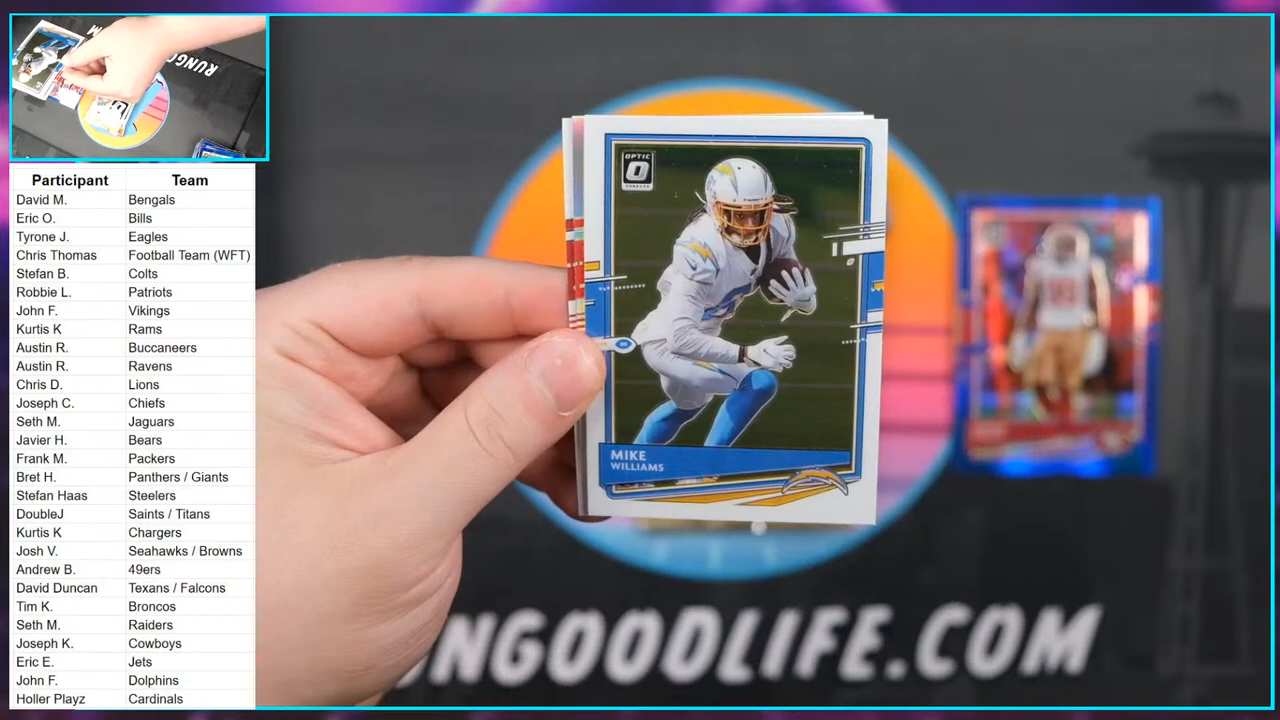 RUNGO
M
Participant Team
David M. Bengals
Eric O. Bills
Tyrone J. Eagles
Chris Thomas Football Team (WFT)
Stefan B. Colts
Robbie L. Patriots
John F. Vikings
Kurtis K Rams
Austin R. Buccaneers
Austin R. Ravens
Chris D. Lions
Joseph C. Chiefs
Seth M. Jaguars
Javier H. Bears
Frank M. Packers
Bret H. Panthers / Giants
Stefan Haas Steelers
DoubleJ Saints / Titans
Kurtis K Chargers
Josh V. Seahawks / Browns
Andrew B. 49ers
David Duncan Texans / Falcons
Tim K. Broncos
Seth M. Raiders
Joseph K. Cowboys
Eric E. Jets
John F. Dolphins
Holler Playz Cardinals
OPTIC
MIKE
WILLIAMS
NGOODLIFE.COM